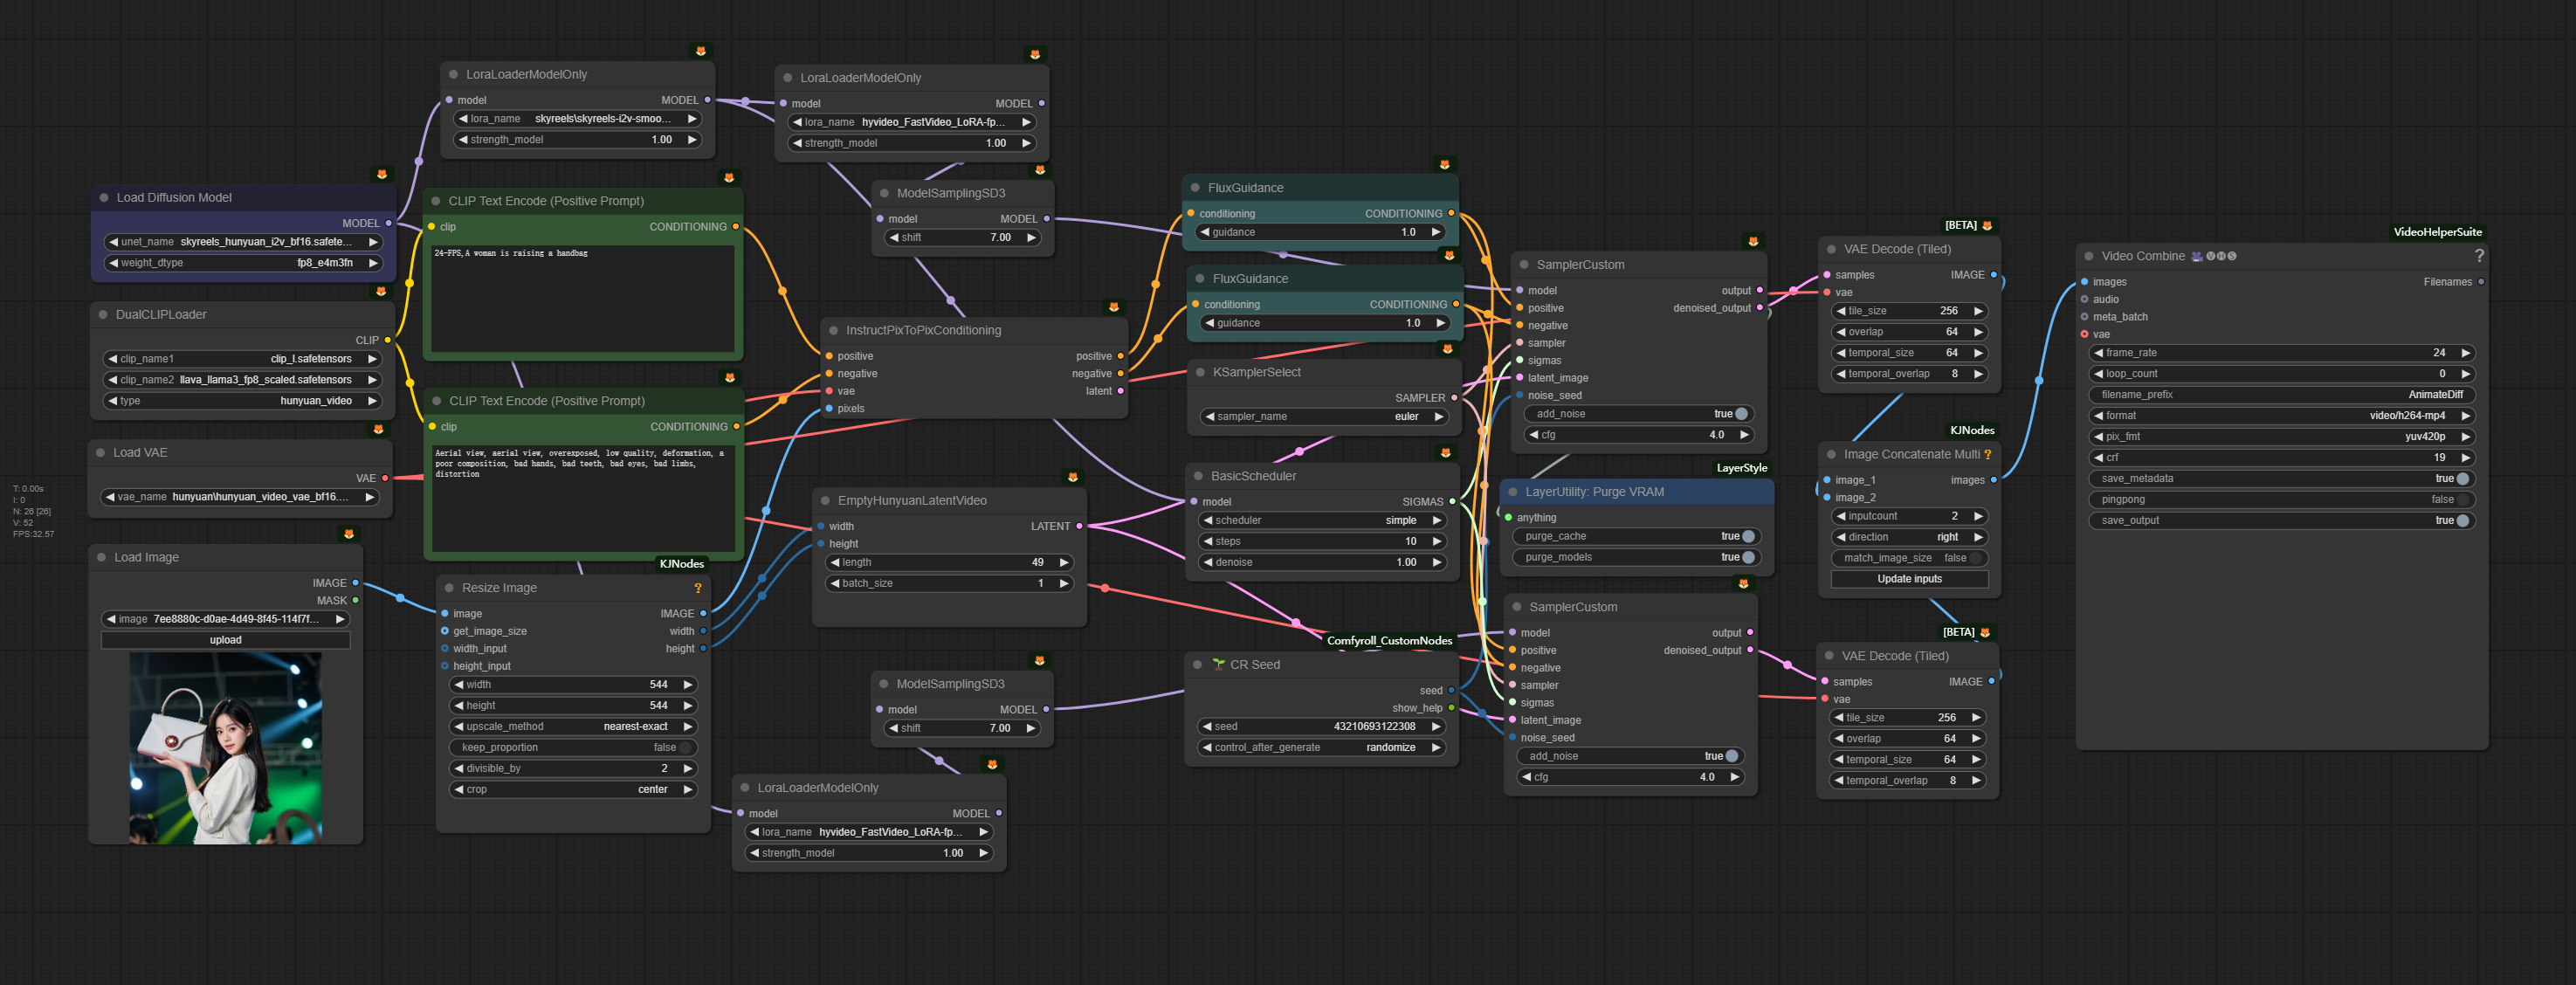 LoraLoaderModelOnly
model MODEL
lora_name skyreels\skyreels-i2v-smoo...
strength_model 1.00
LoraLoaderModelOnly
model MODEL
lora_name hyvideo_FastVideo_LoRA-fp...
strength_model 1.00
Load Diffusion Model
MODEL
unet_name skyreels_hunyuan_i2v_bf16.safete...
weight_dtype fp8_e4m3fn
DualCLIPLoader
CLIP
clip_name1 clip_l.safetensors
clip_name2 llava_llama3_fp8_scaled.safetensors
type hunyuan_video
Load VAE
VAE
vae_name hunyuan\hunyuan_video_vae_bf16....
T: 0.00s
I: 0
N: 26 [26]
V: 52
FPS:32.57
Load Image
IMAGE
MASK
image 7ee8880c-d0ae-4d49-8f45-114f7f...
upload
CLIP Text Encode (Positive Prompt)
clip CONDITIONING
24-FPS,A woman is raising a handbag
CLIP Text Encode (Positive Prompt)
clip CONDITIONING
Aerial view, aerial view, overexposed, low quality, deformation, a
poor composition, bad hands, bad teeth, bad eyes, bad limbs,
distortion
KJNodes
Resize Image ?
image IMAGE
get_image_size width
width_input height
height_input
width 544
height 544
upscale_method nearest-exact
keep_proportion false
divisible_by 2
crop center
ModelSamplingSD3
model MODEL
shift 7.00
InstructPixToPixConditioning
positive positive
negative negative
vae latent
pixels
EmptyHunyuanLatentVideo
width LATENT
height
length 49
batch_size 1
ModelSamplingSD3
model MODEL
shift 7.00
LoraLoaderModelOnly
model MODEL
lora_name hyvideo_FastVideo_LoRA-fp...
strength_model 1.00
FluxGuidance
conditioning CONDITIONING
guidance 1.0
FluxGuidance
conditioning CONDITIONING
guidance 1.0
KSamplerSelect
SAMPLER
sampler_name euler
BasicScheduler
model SIGMAS
scheduler simple
steps 10
denoise 1.00
Comfyroll_CustomNodes
CR Seed
seed
show_help
seed 43210693122308
control_after_generate randomize
SamplerCustom
model output
positive denoised_output
negative
sampler
sigmas
latent_image
noise_seed
add_noise true
cfg 4.0
LayerStyle
LayerUtility: Purge VRAM
anything
purge_cache true
purge_models true
SamplerCustom
model output
positive denoised_output
negative
sampler
sigmas
latent_image
noise_seed
add_noise true
cfg 4.0
[BETA]
VAE Decode (Tiled)
samples IMAGE
vae
tile_size 256
overlap 64
temporal_size 64
temporal_overlap 8
KJNodes
Image Concatenate Multi ?
image_1 images
image_2
inputcount 2
direction right
match_image_size false
Update inputs
[BETA]
VAE Decode (Tiled)
samples IMAGE
vae
tile_size 256
overlap 64
temporal_size 64
temporal_overlap 8
VideoHelperSuite
Video Combine 🎥🅥🅗🅢 ?
images Filenames
audio
meta_batch
vae
frame_rate 24
loop_count 0
filename_prefix AnimateDiff
format video/h264-mp4
pix_fmt yuv420p
crf 19
save_metadata true
pingpong false
save_output true